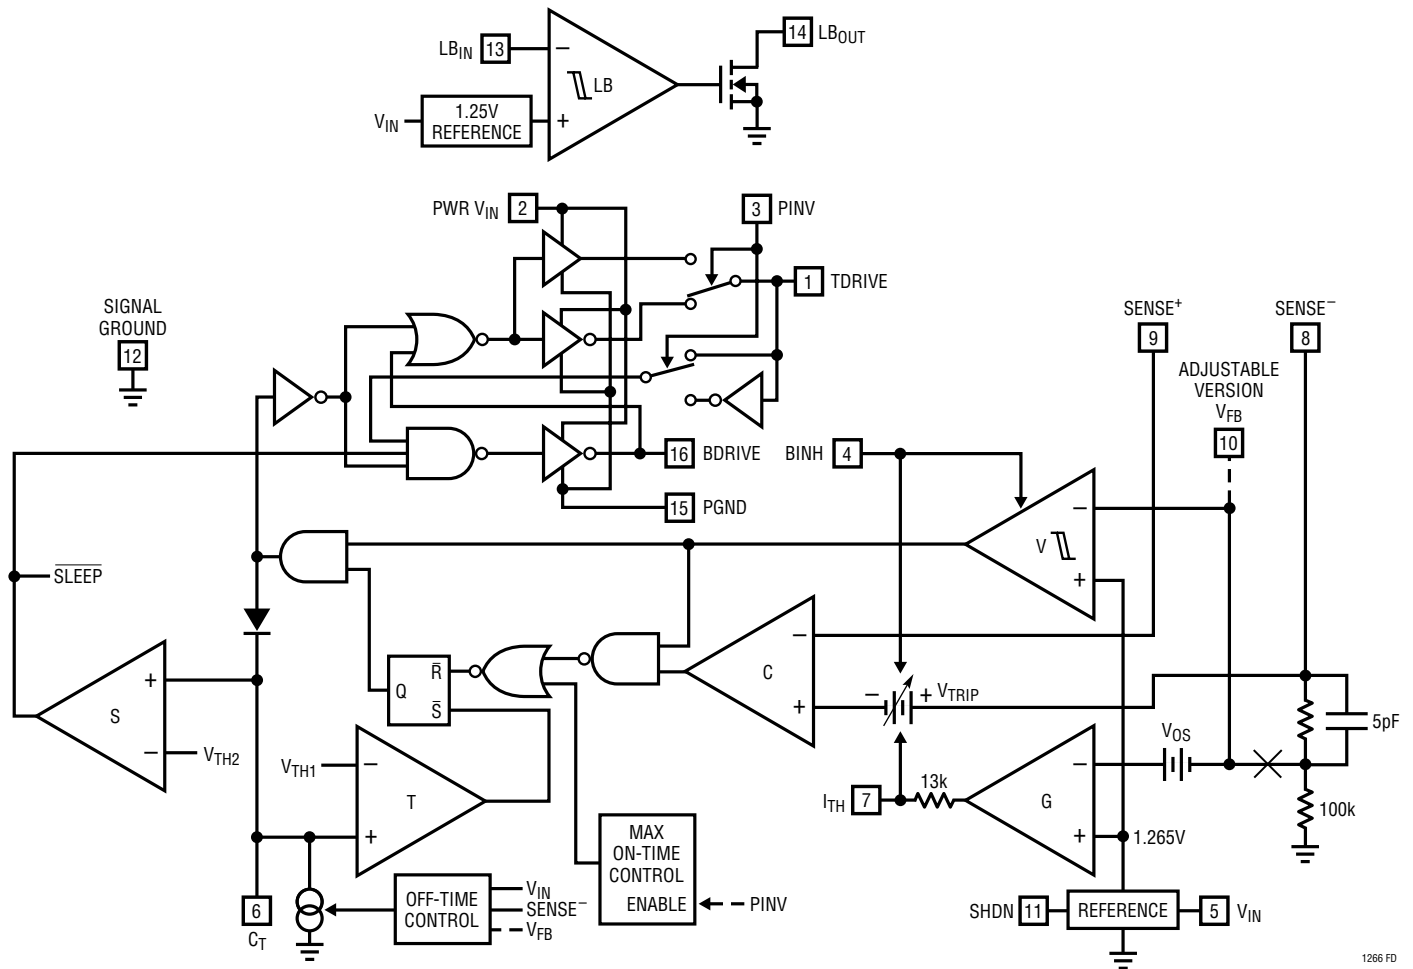 14 LBOUT
LBIN 13
−
LB
1.25V
REFERENCE
VIN
+
PWR VIN 2
3 PINV
1 TDRIVE
SIGNAL
GROUND
12
SENSE+
9
SENSE−
8
ADJUSTABLE
VERSION
VFB
10
16 BDRIVE
BINH 4
15 PGND
−
V
+
SLEEP
−
C
+
− + VTRIP
R
Q
S
+
S
−
VTH2
5pF
VOS
VTH1
−
T
+
ITH 7
13k
−
G
+
1.265V
100k
MAX
ON-TIME
CONTROL
ENABLE
PINV
OFF-TIME
CONTROL
VIN
SENSE−
VFB
6
CT
SHDN 11
REFERENCE
5 VIN
1266 FD